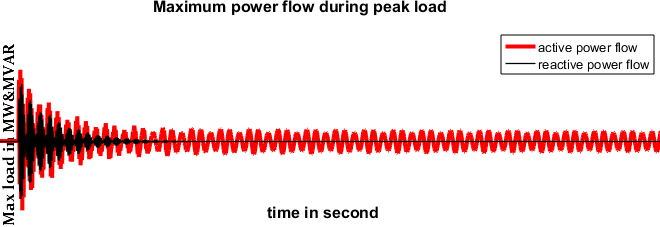 Maximum power flow during peak load
active power flow
reactive power flow
Max load in MW&MVAR
time in second